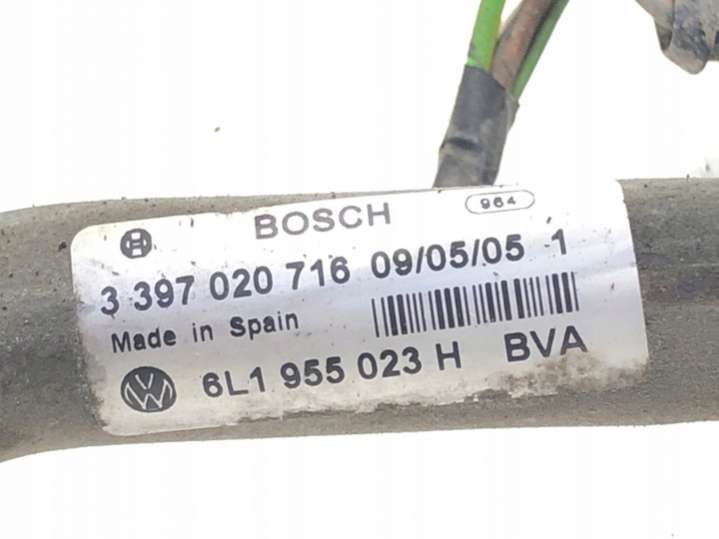 BOSCH 964
3 397 020 716 09/05/05 1
Made in Spain
6L1 955 023 H BVA